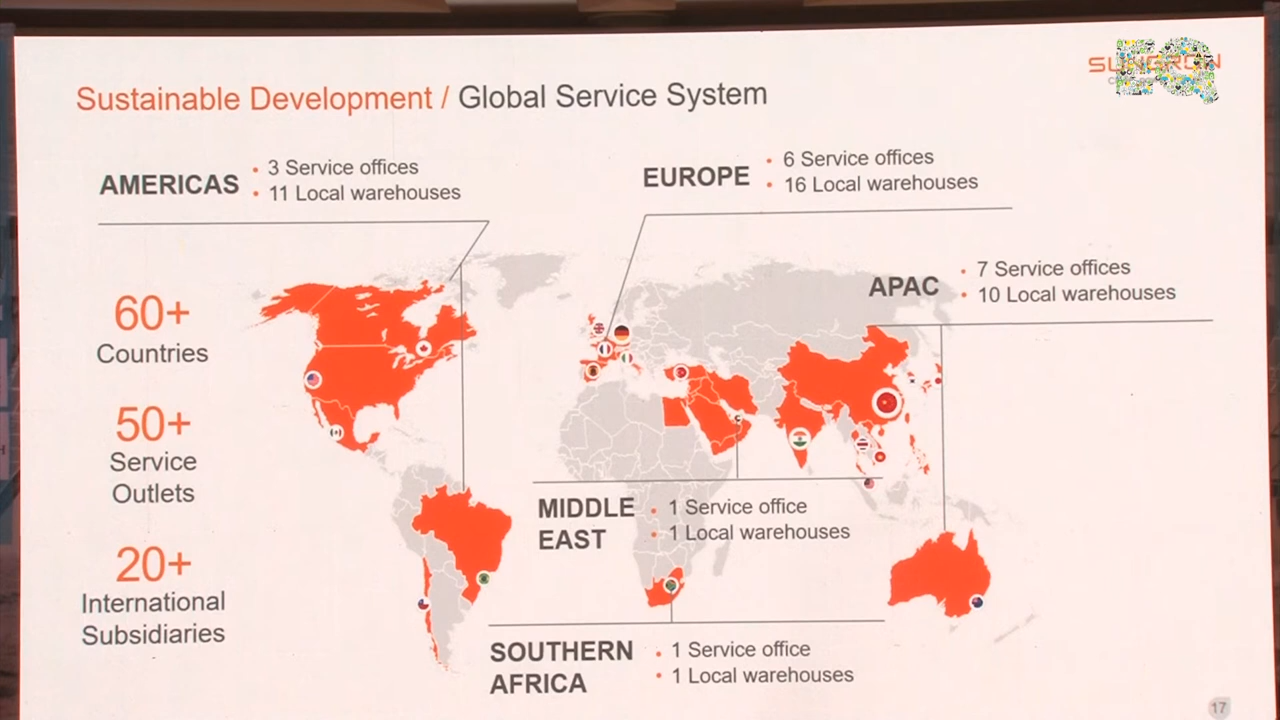 Sustainable Development / Global Service System
EQ
AMERICAS
• 3 Service offices
• 11 Local warehouses
EUROPE
• 6 Service offices
• 16 Local warehouses
APAC
• 7 Service offices
• 10 Local warehouses
60+
Countries
50+
Service
Outlets
20+
International
Subsidiaries
MIDDLE
EAST
• 1 Service office
• 1 Local warehouses
SOUTHERN
AFRICA
• 1 Service office
• 1 Local warehouses
17